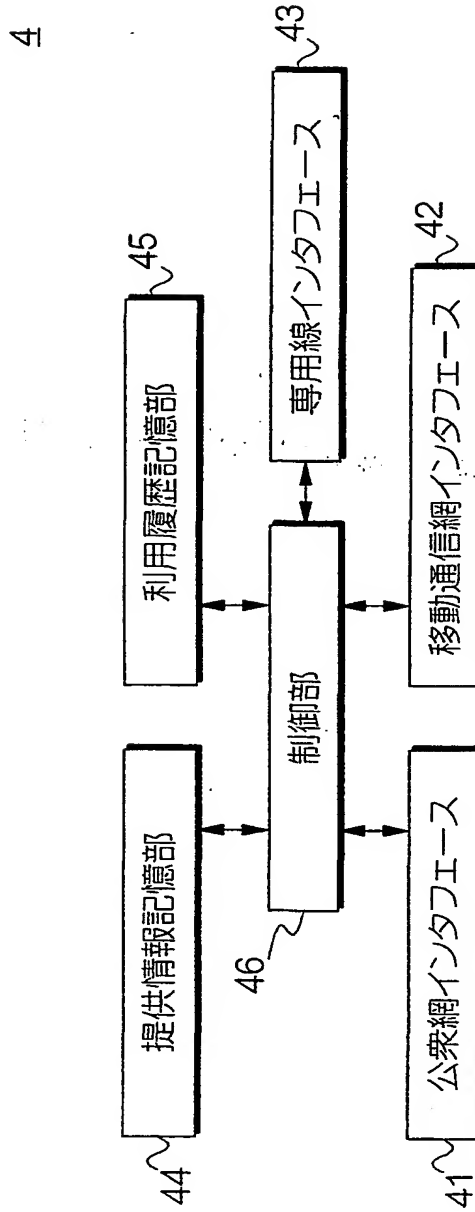 4
44
提供情報記憶部
45
利用履歴記憶部
46
制御部
43
専用線インタフェース
41
公衆網インタフェース
42
移動通信網インタフェース